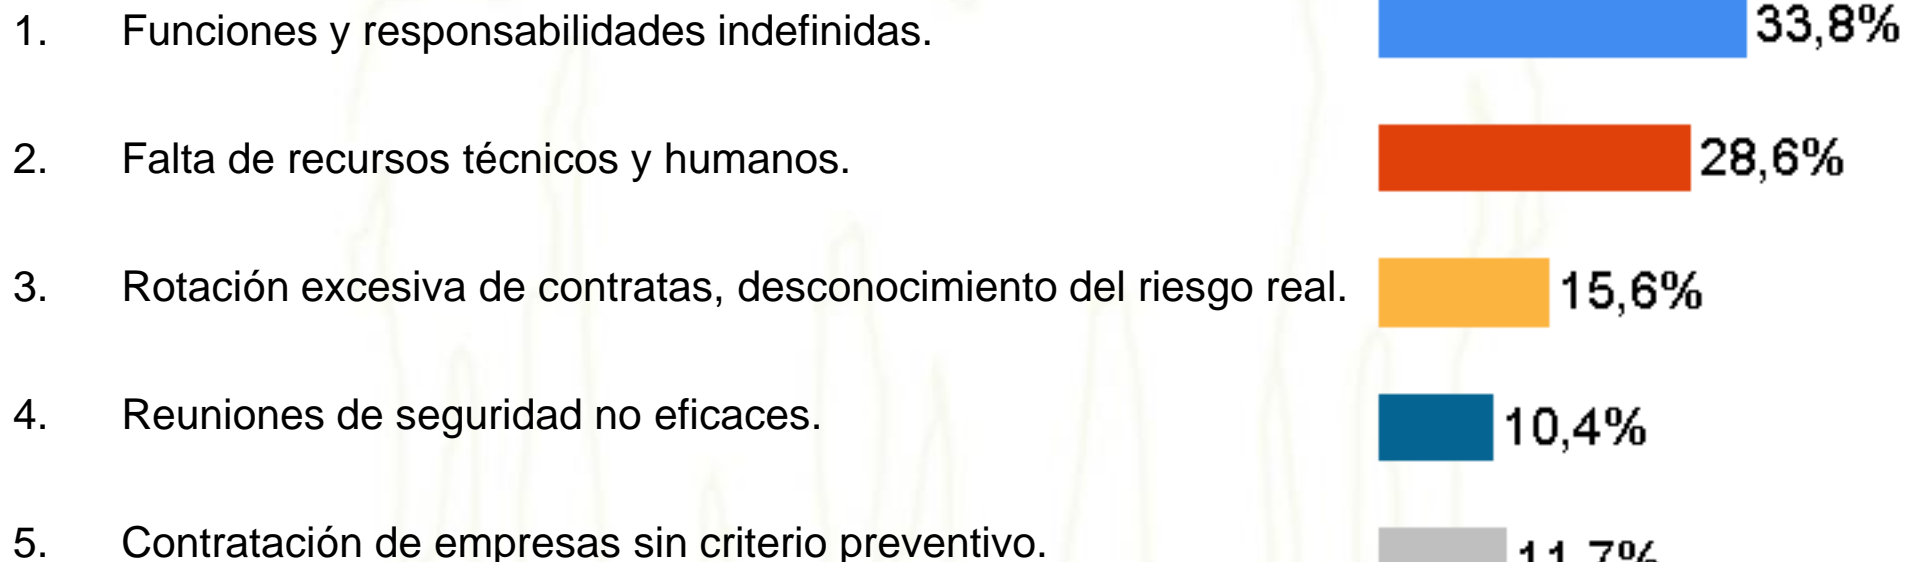 1. Funciones y responsabilidades indefinidas. 33,8%
2. Falta de recursos técnicos y humanos. 28,6%
3. Rotación excesiva de contratas, desconocimiento del riesgo real. 15,6%
4. Reuniones de seguridad no eficaces. 10,4%
5. Contratación de empresas sin criterio preventivo. 11,7%